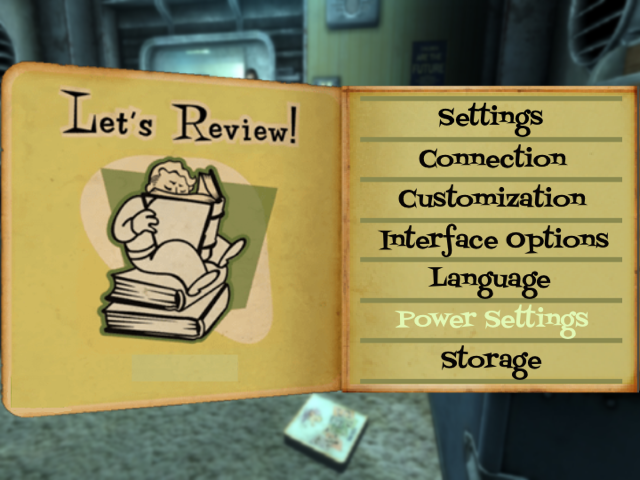 Let's Review!
Settings
Connection
Customization
Interface Options
Language
Power Settings
Storage